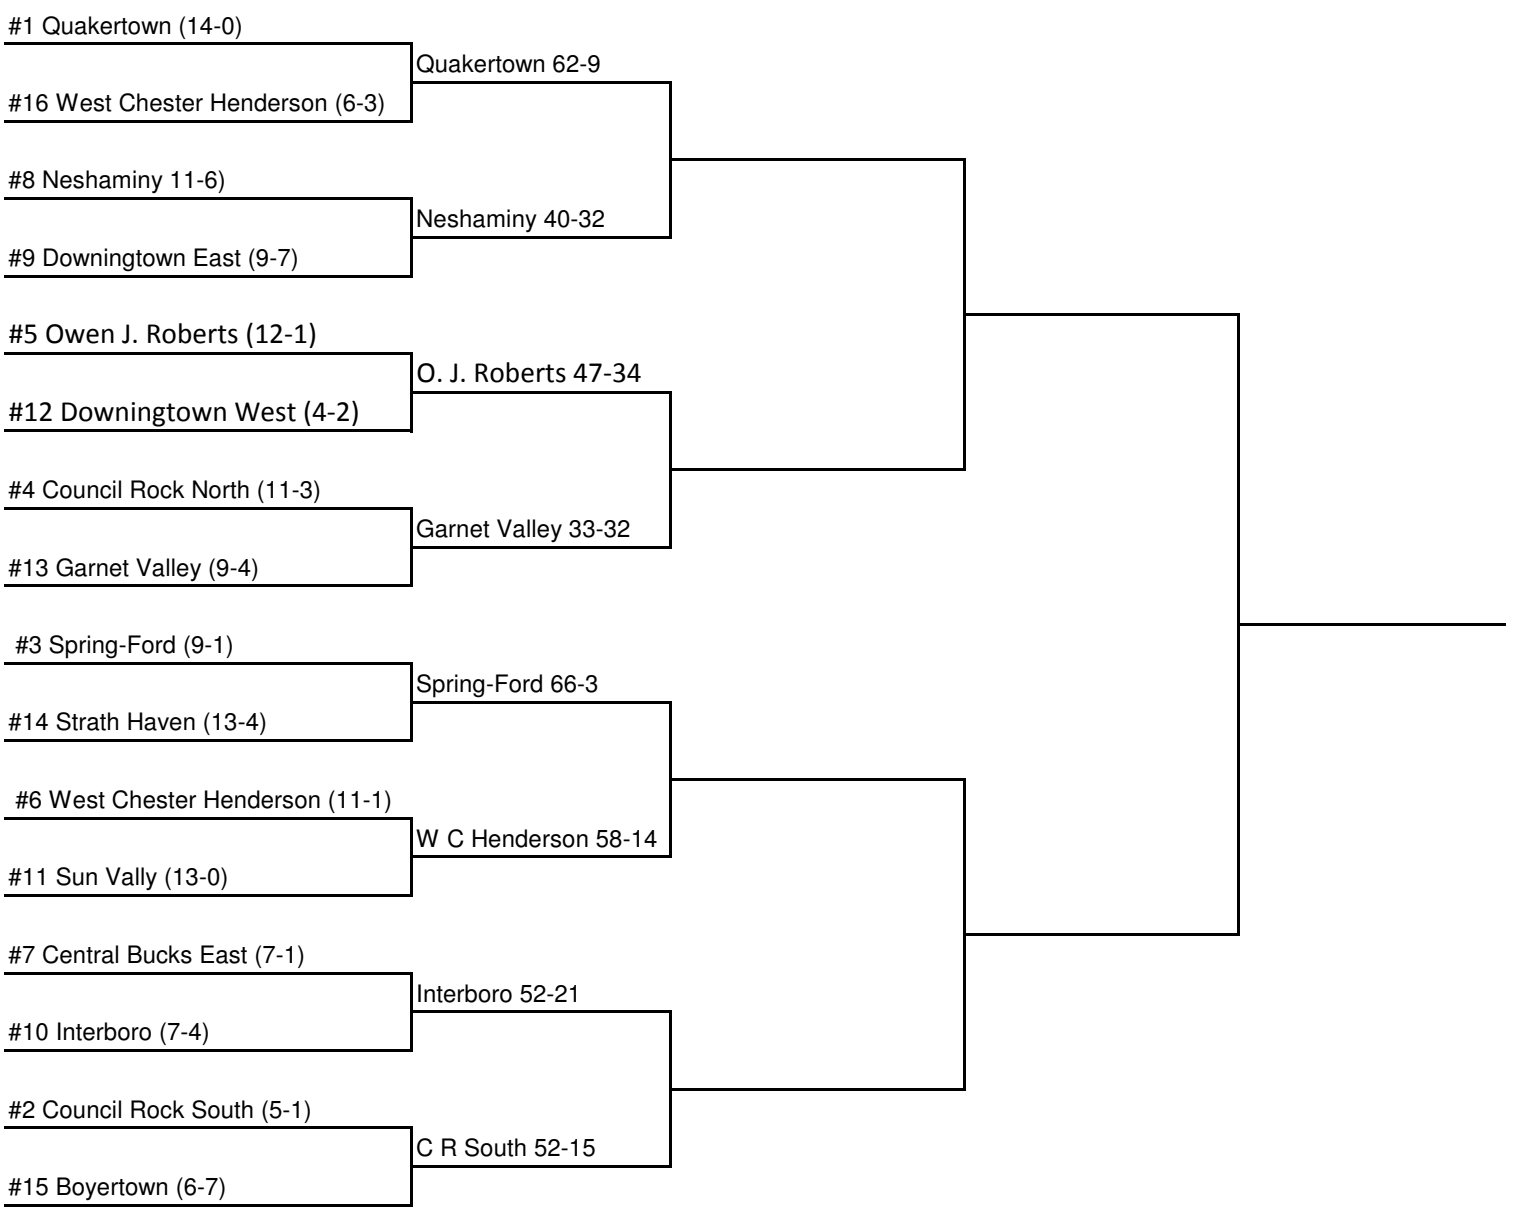 #1 Quakertown (14-0)
Quakertown 62-9
#16 West Chester Henderson (6-3)
#8 Neshaminy 11-6)
Neshaminy 40-32
#9 Downingtown East (9-7)
#5 Owen J. Roberts (12-1)
O. J. Roberts 47-34
#12 Downingtown West (4-2)
#4 Council Rock North (11-3)
Garnet Valley 33-32
#13 Garnet Valley (9-4)
#3 Spring-Ford (9-1)
Spring-Ford 66-3
#14 Strath Haven (13-4)
#6 West Chester Henderson (11-1)
W C Henderson 58-14
#11 Sun Vally (13-0)
#7 Central Bucks East (7-1)
Interboro 52-21
#10 Interboro (7-4)
#2 Council Rock South (5-1)
C R South 52-15
#15 Boyertown (6-7)